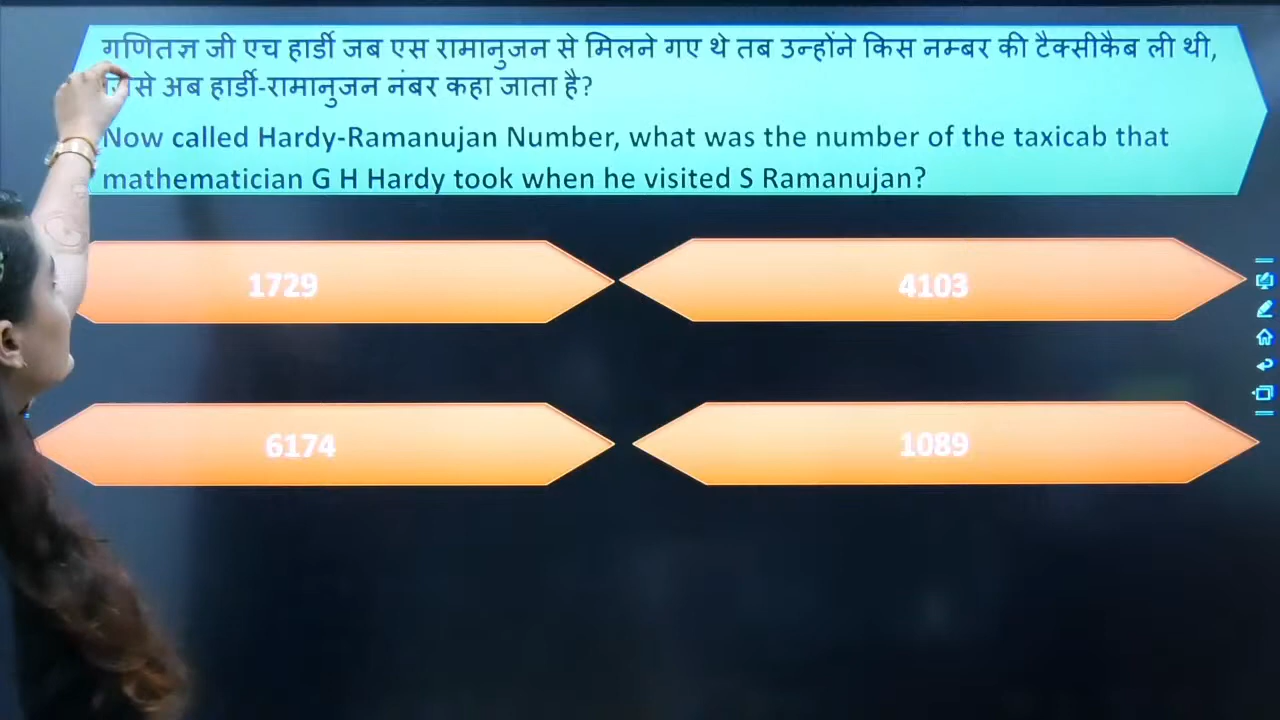 गणितज्ञ जी एच हार्डी जब एस रामानुजन से मिलने गए थे तब उन्होंने किस नम्बर की टैक्सीकैब ली थी,
अब हार्डी-रामानुजन नंबर कहा जाता है?
Now called Hardy-Ramanujan Number, what was the number of the taxicab that
mathematician G H Hardy took when he visited S Ramanujan?
1729
4103
6174
1089